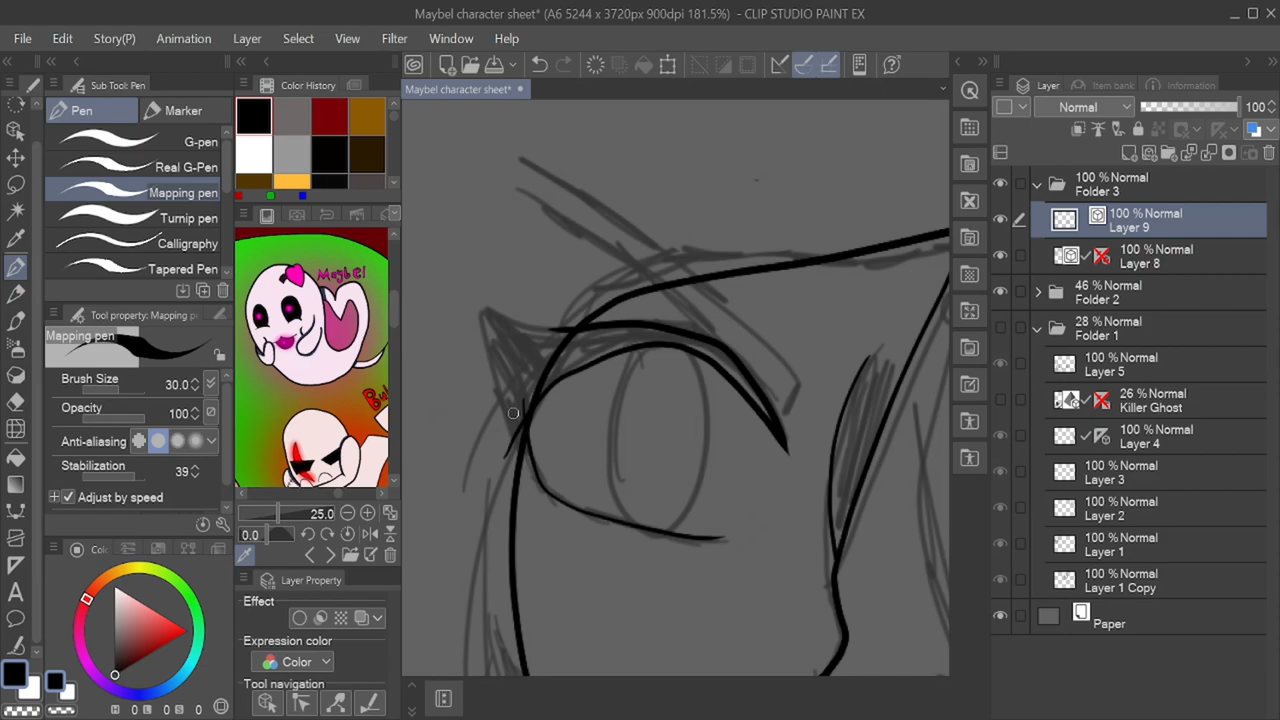 Maybel character sheet* (A6 5244 x 3720px 900dpi 181.5%) - CLIP STUDIO PAINT EX
File Edit Story(P) Animation Layer Select View Filter Window Help
Maybel character sheet*
Sub Tool: Pen
Pen Marker
G-pen
Real G-Pen
Mapping pen
Turnip pen
Calligraphy
Tapered Pen
Tool property: Mapping p
Mapping pen
Brush Size 30.0
Opacity 100
Anti-aliasing
Stabilization 39
Adjust by speed
Col
H 0 L 0 S 0
Color History
Maybel
25.0
0.0
Layer Property
Effect
Expression color
Color
Tool navigation
Layer Item bank Information
Normal 100
100 % Normal
Folder 3
100 % Normal
Layer 9
100 % Normal
Layer 8
46 % Normal
Folder 2
28 % Normal
Folder 1
100 % Normal
Layer 5
26 % Normal
Killer Ghost
100 % Normal
Layer 4
100 % Normal
Layer 3
100 % Normal
Layer 2
100 % Normal
Layer 1
100 % Normal
Layer 1 Copy
Paper